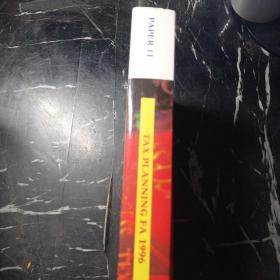 PAPER 11
TAX PLANNING FA 1996